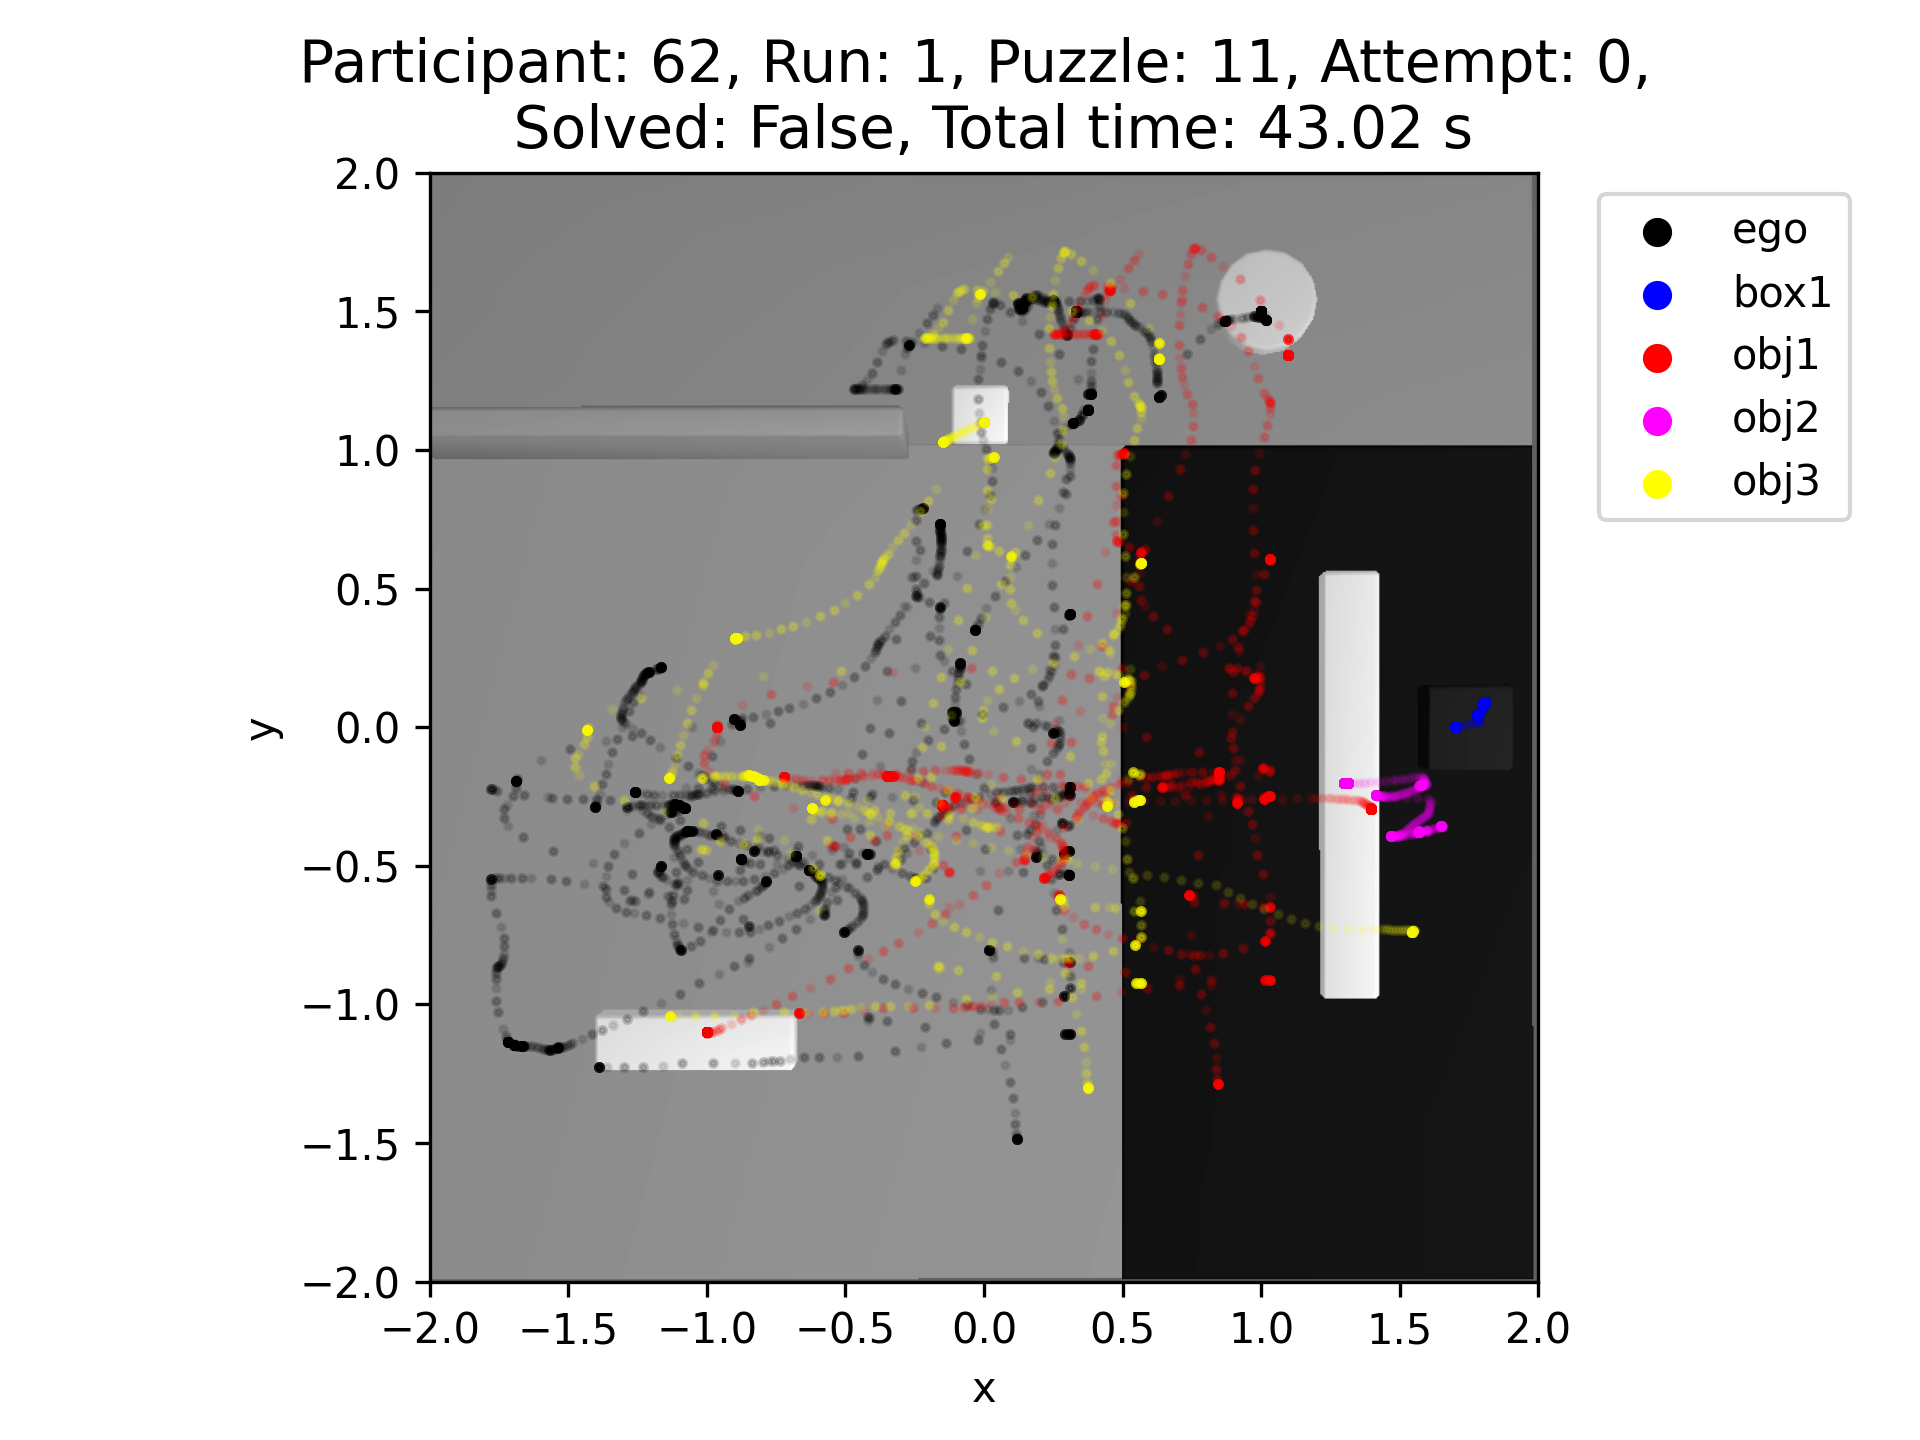 Participant: 62, Run: 1, Puzzle: 11, Attempt: 0,
Solved: False, Total time: 43.02 s
2.0
1.5
1.0
0.5
0.0
−0.5
−1.0
−1.5
−2.0
y
−2.0 −1.5 −1.0 −0.5 0.0 0.5 1.0 1.5 2.0
x
ego
box1
obj1
obj2
obj3